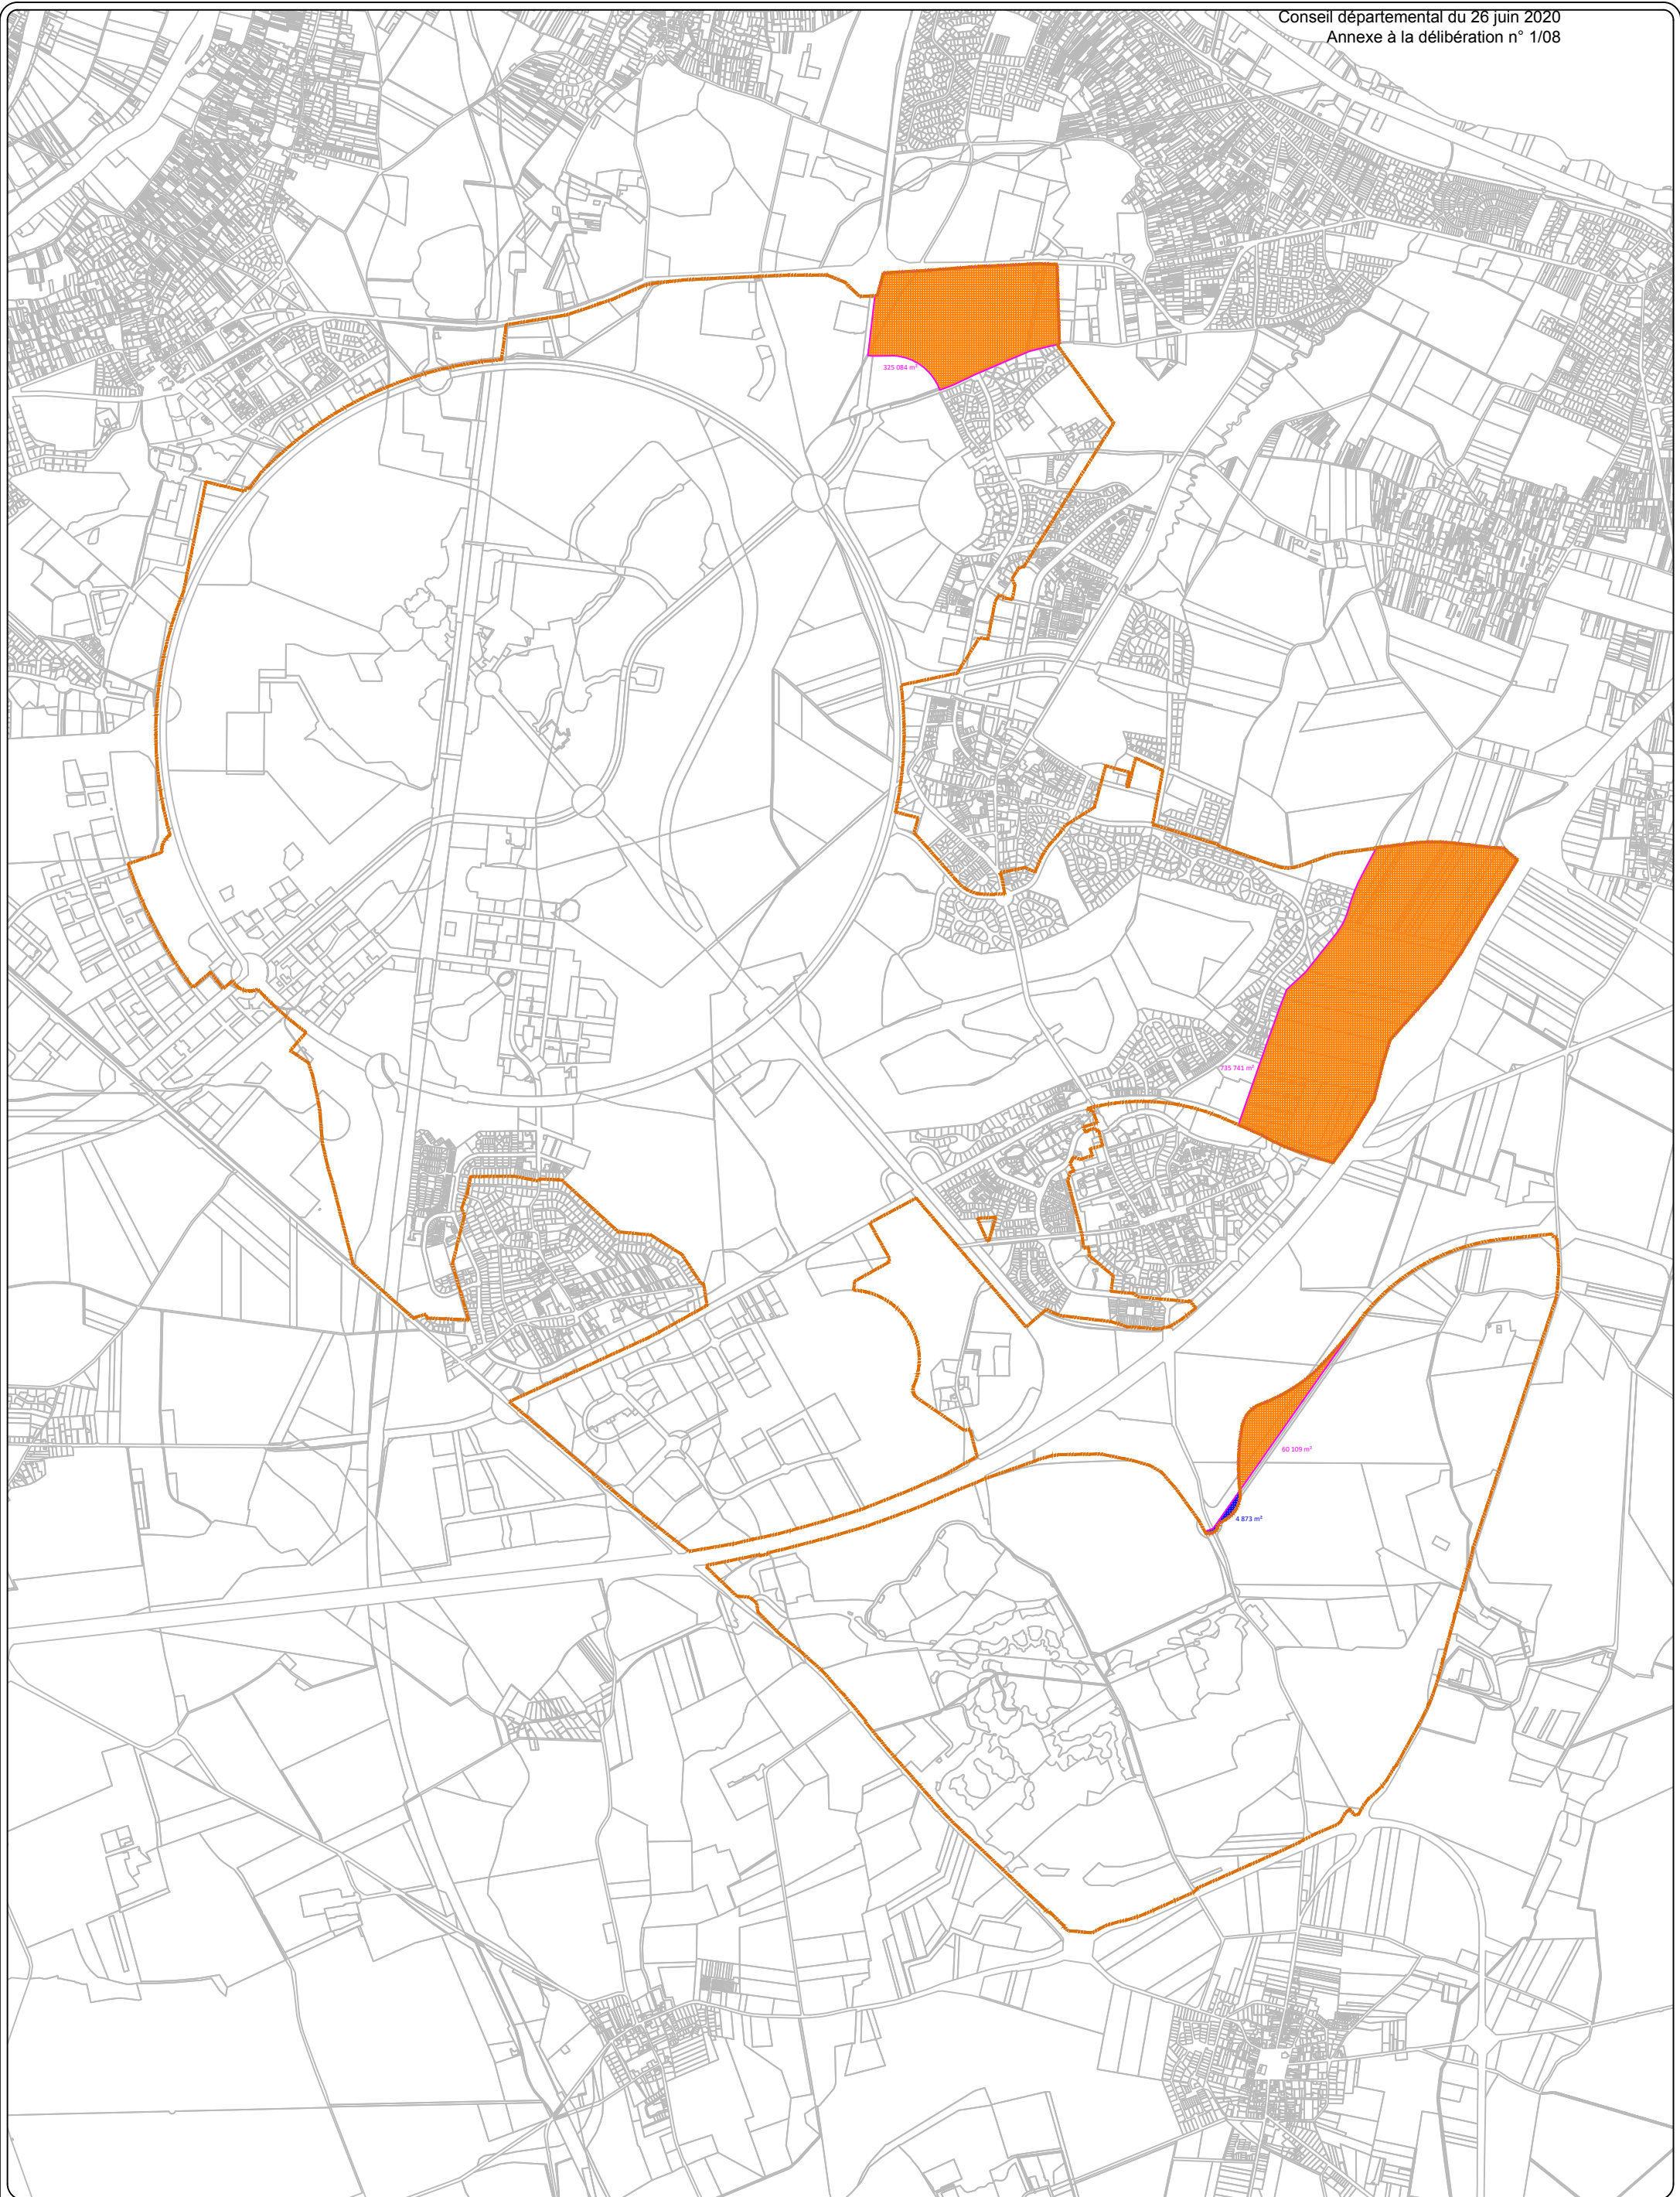 Conseil départemental du 26 juin 2020
Annexe à la délibération n° 1/08
325 084 m²
735 741 m²
60 109 m²
4 873 m²